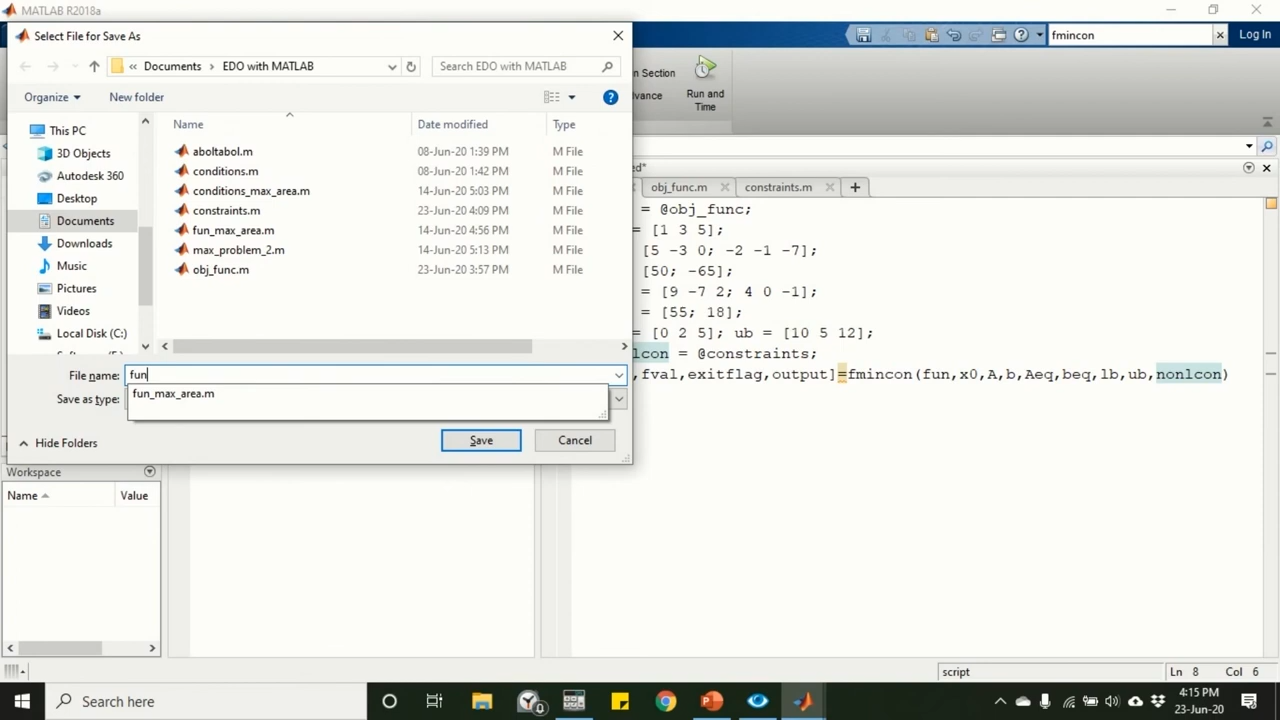 MATLAB R2018a
Select File for Save As
fmincon
Log In
« Documents › EDO with MATLAB
Search EDO with MATLAB
n Section
vance
Run and
Time
Organize
New folder
Name
Date modified
Type
This PC
3D Objects
Autodesk 360
Desktop
Documents
Downloads
Music
Pictures
Videos
Local Disk (C:)
aboltabol.m 08-Jun-20 1:39 PM M File
conditions.m 08-Jun-20 1:42 PM M File
conditions_max_area.m 14-Jun-20 5:03 PM M File
constraints.m 23-Jun-20 4:09 PM M File
fun_max_area.m 14-Jun-20 4:56 PM M File
max_problem_2.m 14-Jun-20 5:13 PM M File
obj_func.m 23-Jun-20 3:57 PM M File
File name: fun
fun_max_area.m
Save as type:
Hide Folders
Save
Cancel
ed*
obj_func.m
constraints.m
= @obj_func;
= [1 3 5];
[5 -3 0; -2 -1 -7];
[50; -65];
= [9 -7 2; 4 0 -1];
= [55; 18];
= [0 2 5]; ub = [10 5 12];
lcon = @constraints;
,fval,exitflag,output]=fmincon(fun,x0,A,b,Aeq,beq,lb,ub,nonlcon)
Workspace
Name
Value
script
Ln 8 Col 6
Type here to search
4:15 PM
23-Jun-20